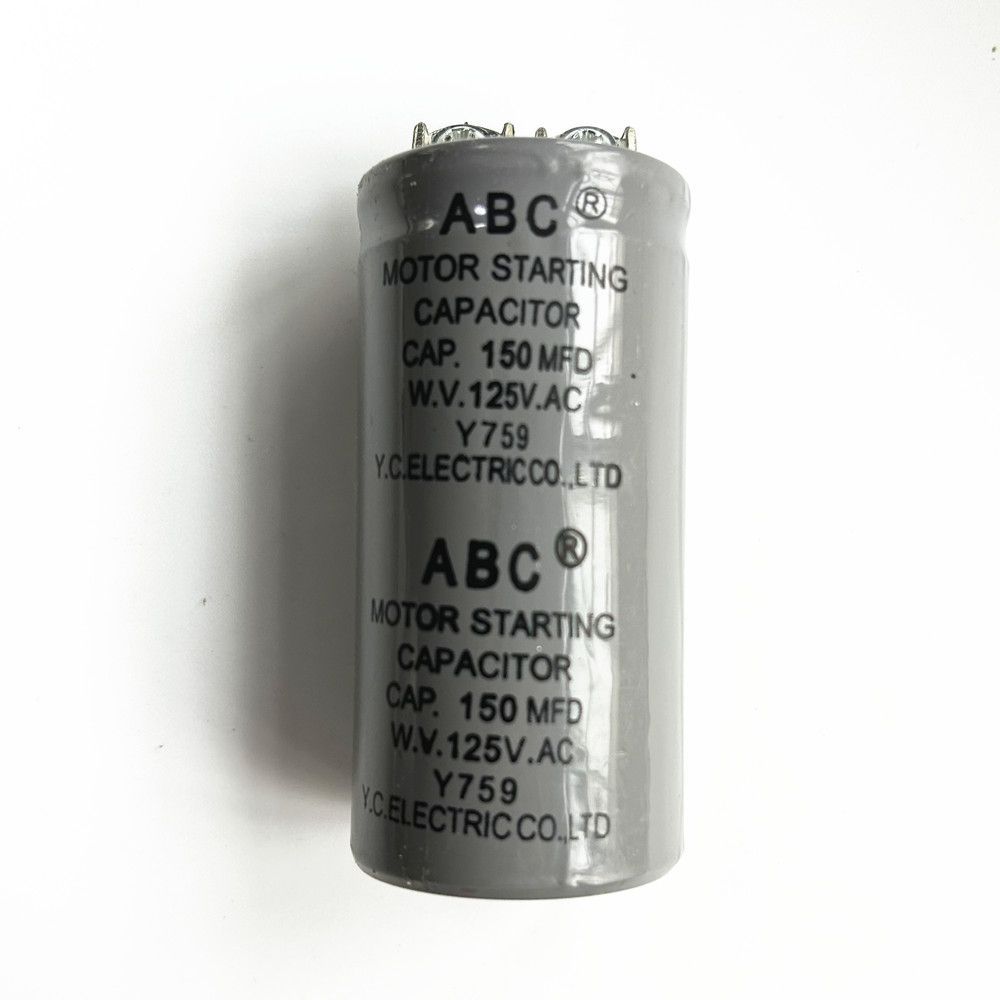 ABC®
MOTOR STARTING
CAPACITOR
CAP. 150 MFD
W.V.125V.AC
Y759
Y.C.ELECTRIC CO.,LTD
ABC®
MOTOR STARTING
CAPACITOR
CAP. 150 MFD
W.V.125V.AC
Y759
Y.C.ELECTRIC CO.,LTD